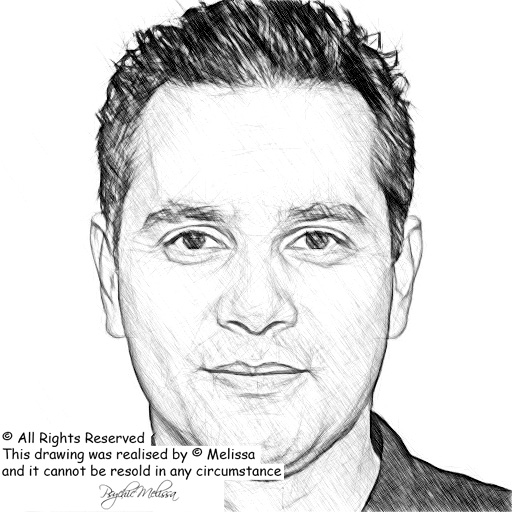 © All Rights Reserved
This drawing was realised by © Melissa
and it cannot be resold in any circumstance
Psychic Melissa